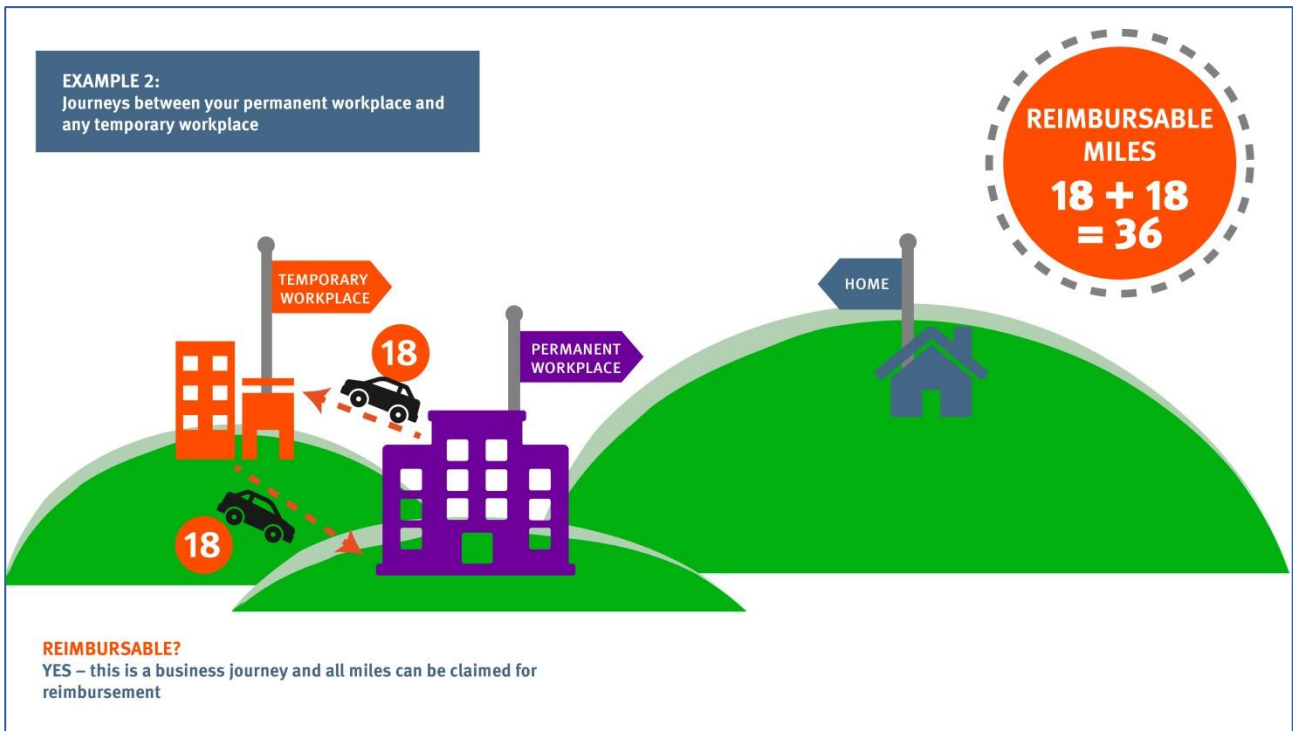 EXAMPLE 2:
Journeys between your permanent workplace and
any temporary workplace
REIMBURSABLE
MILES
18 + 18
= 36
TEMPORARY
WORKPLACE
HOME
18
PERMANENT
WORKPLACE
18
REIMBURSABLE?
YES – this is a business journey and all miles can be claimed for
reimbursement